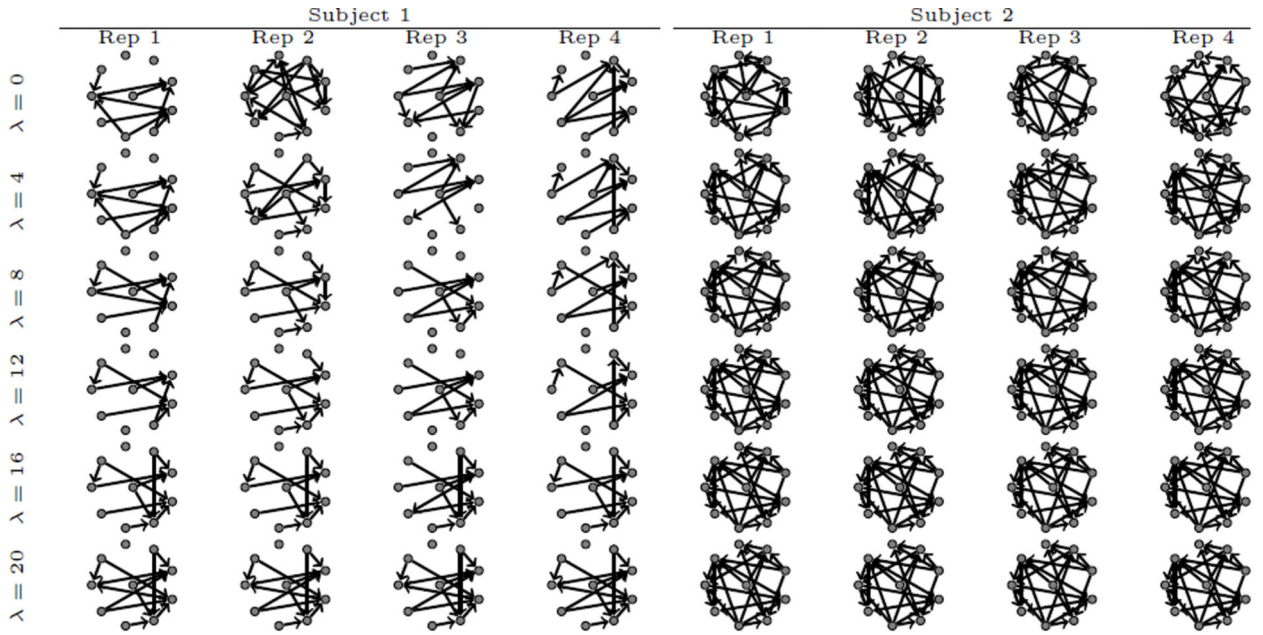 Subject 1 Subject 2
Rep 1 Rep 2 Rep 3 Rep 4 Rep 1 Rep 2 Rep 3 Rep 4
λ = 0
λ = 4
λ = 8
λ = 12
λ = 16
λ = 20